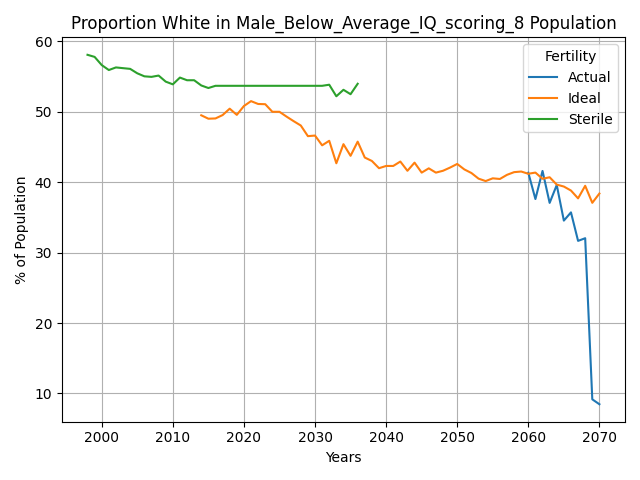 Proportion White in Male_Below_Average_IQ_scoring_8 Population
Fertility
Actual
Ideal
Sterile
% of Population
60
50
40
30
20
10
2000 2010 2020 2030 2040 2050 2060 2070
Years